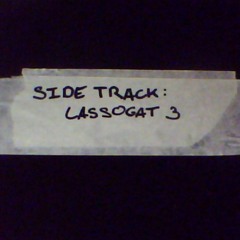 SIDE TRACK:
LASSOGAT 3